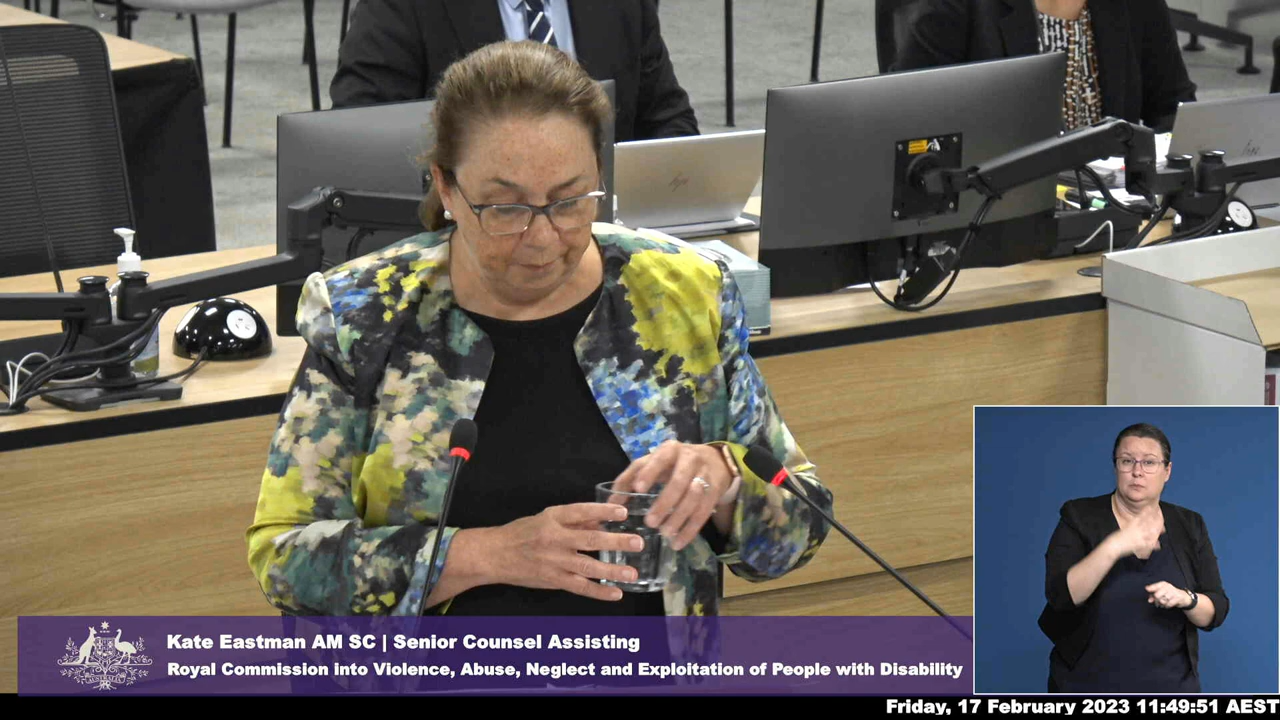 Kate Eastman AM SC | Senior Counsel Assisting
Royal Commission into Violence, Abuse, Neglect and Exploitation of People with Disability
Friday, 17 February 2023 11:49:51 AEST